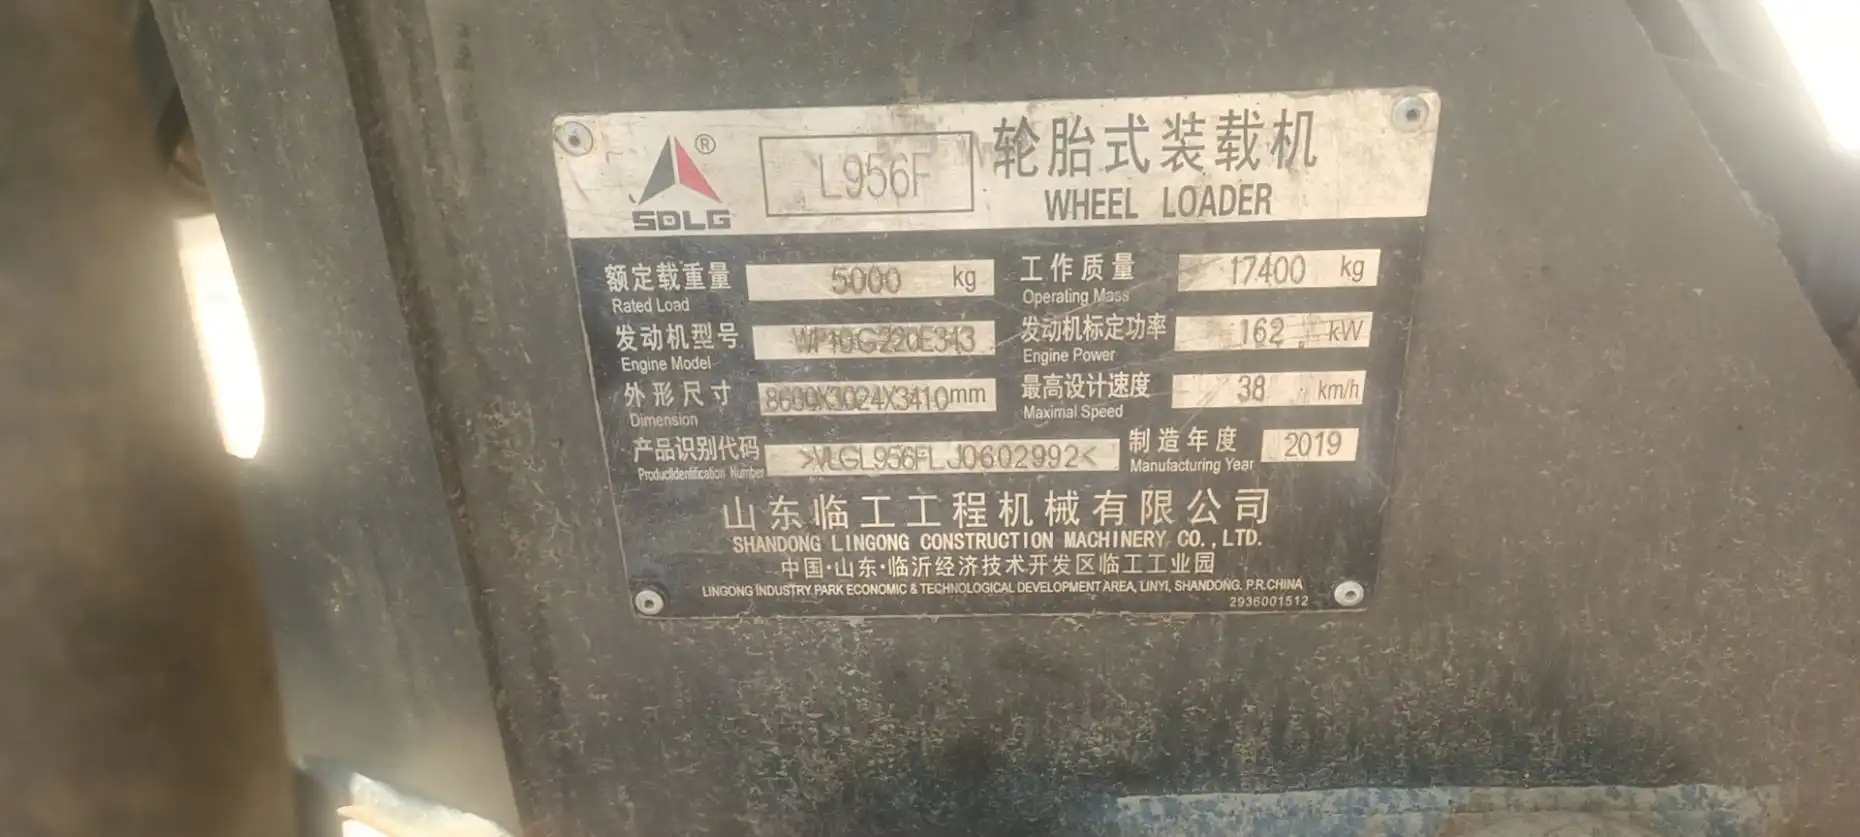 SDLG ® L956F 轮胎式装载机
WHEEL LOADER
额定载重量 5000 kg 工作质量 17400 kg
Rated Load Operating Mass
发动机型号 WP10G220E343 发动机标定功率 162 kW
Engine Model Engine Power
外形尺寸 8600X3024X3410mm 最高设计速度 38 km/h
Dimension Maximal Speed
产品识别代码 >VLGL956FLJ0602992< 制造年度 2019
ProductIdentification Number Manufacturing Year
山东临工工程机械有限公司
SHANDONG LINGONG CONSTRUCTION MACHINERY CO.,LTD.
中国·山东·临沂经济技术开发区临工工业园
LINGONG INDUSTRY PARK ECONOMIC & TECHNOLOGICAL DEVELOPMENT AREA, LINYI, SHANDONG. P.R.CHINA
2936001512